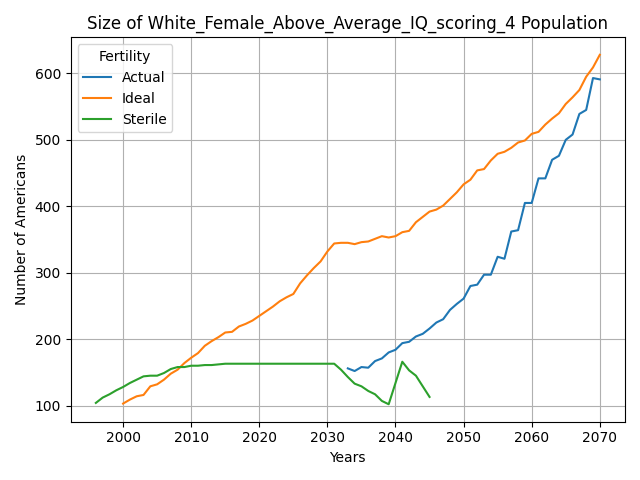 Size of White_Female_Above_Average_IQ_scoring_4 Population
Fertility
Actual
Ideal
Sterile
Number of Americans
600
500
400
300
200
100
2000 2010 2020 2030 2040 2050 2060 2070
Years